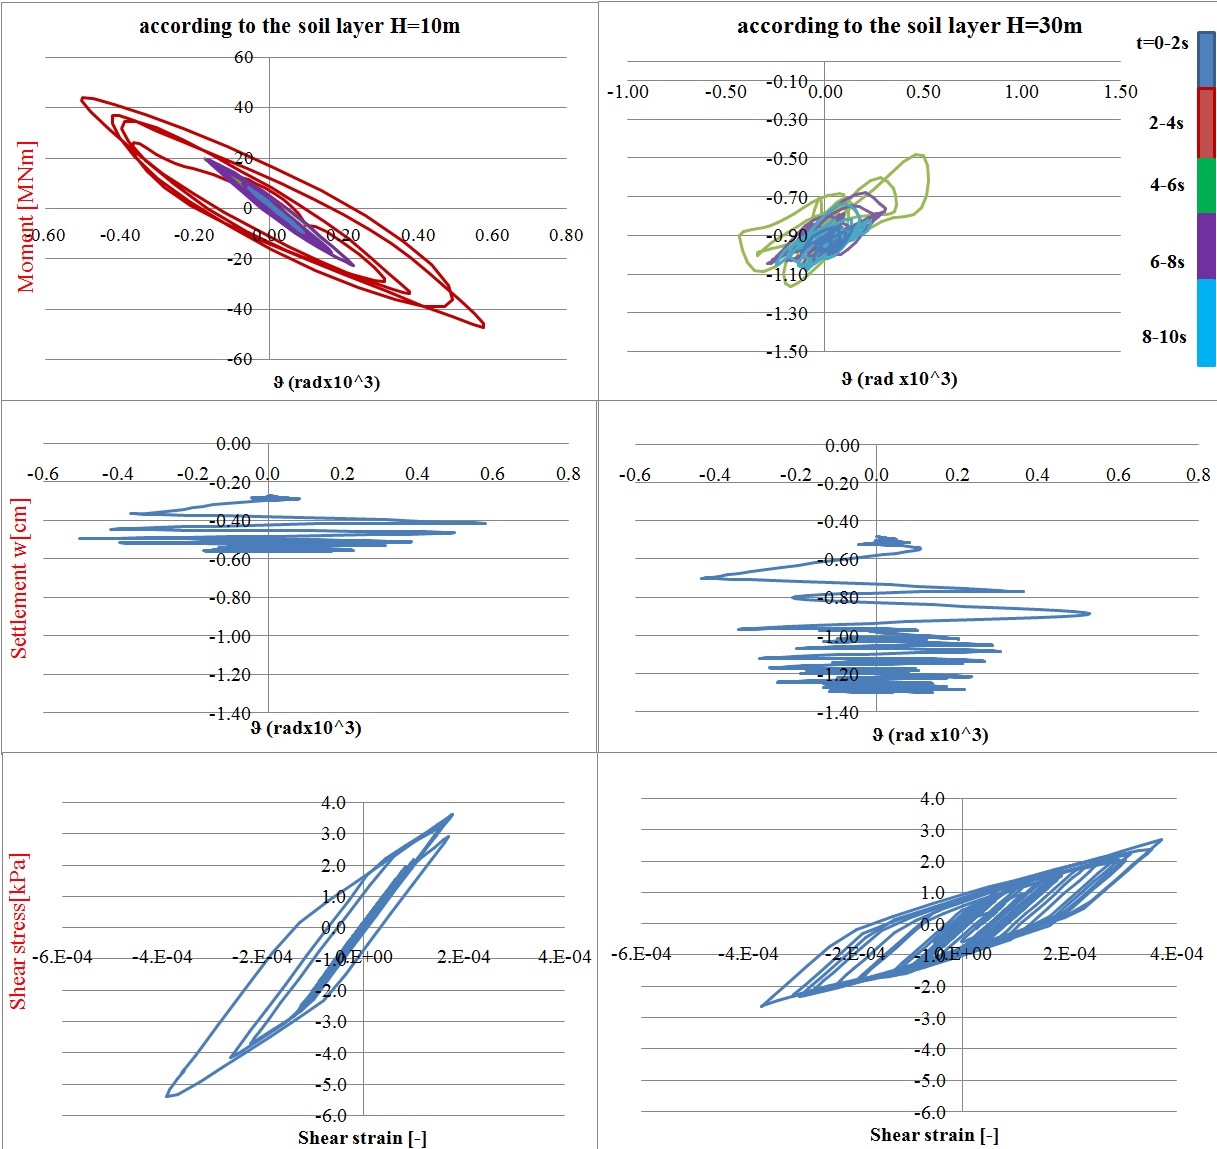 according to the soil layer H=10m
according to the soil layer H=30m
t=0-2s
2-4s
4-6s
6-8s
8-10s
Moment [MNm]
60
40
20
0
-20
-40
-60
-0.60 -0.40 -0.20 0.00 0.20 0.40 0.60 0.80
ϑ (radx10^3)
-0.10
-0.30
-0.50
-0.70
-0.90
-1.10
-1.30
-1.50
-1.00 -0.50 0.00 0.50 1.00 1.50
ϑ (rad x10^3)
Settlement w[cm]
0.00
-0.20
-0.40
-0.60
-0.80
-1.00
-1.20
-1.40
-0.6 -0.4 -0.2 0.0 0.2 0.4 0.6 0.8
ϑ (radx10^3)
0.00
-0.20
-0.40
-0.60
-0.80
-1.00
-1.20
-1.40
-0.6 -0.4 -0.2 0.0 0.2 0.4 0.6 0.8
ϑ (rad x10^3)
Shear stress[kPa]
4.0
3.0
2.0
1.0
0.0
-1.0
-2.0
-3.0
-4.0
-5.0
-6.0
-6.E-04 -4.E-04 -2.E-04 0.E+00 2.E-04 4.E-04
Shear strain [-]
4.0
3.0
2.0
1.0
0.0
-1.0
-2.0
-3.0
-4.0
-5.0
-6.0
-6.E-04 -4.E-04 -2.E-04 0.E+00 2.E-04 4.E-04
Shear strain [-]